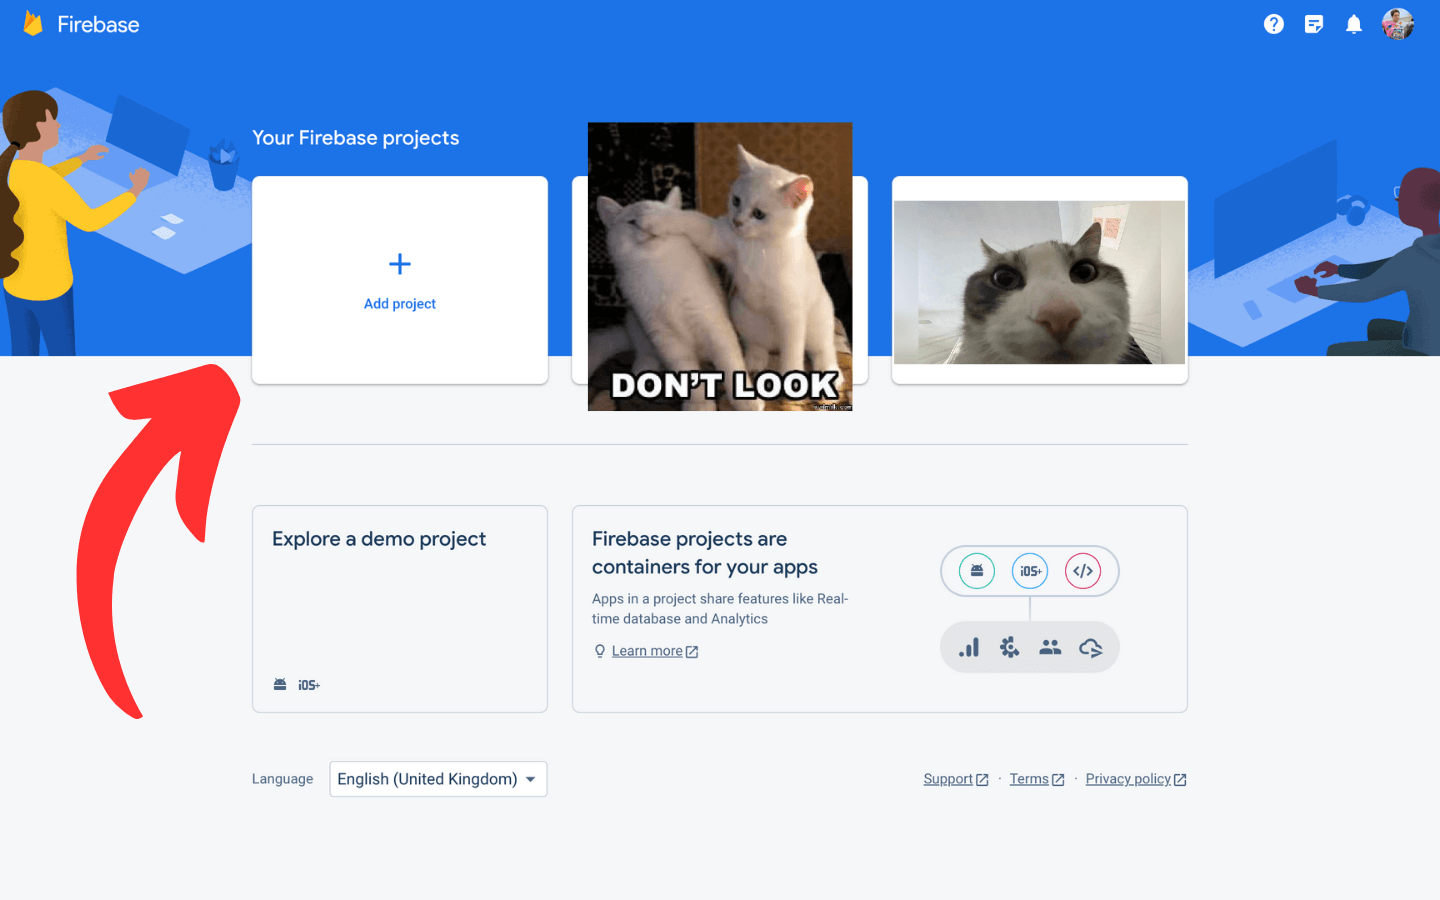 Firebase
Your Firebase projects
Add project
DON'T LOOK
Explore a demo project
iOS+
Firebase projects are
containers for your apps
Apps in a project share features like Real-
time database and Analytics
Learn more
iOS+
</>
Language
English (United Kingdom)
Support · Terms · Privacy policy